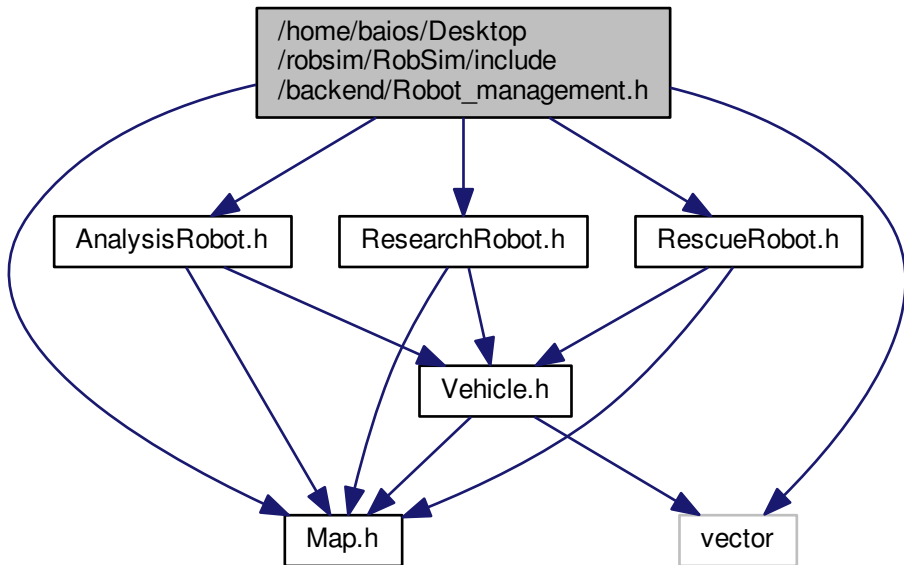 /home/baios/Desktop
/robsim/RobSim/include
/backend/Robot_management.h
AnalysisRobot.h
ResearchRobot.h
RescueRobot.h
Vehicle.h
Map.h
vector